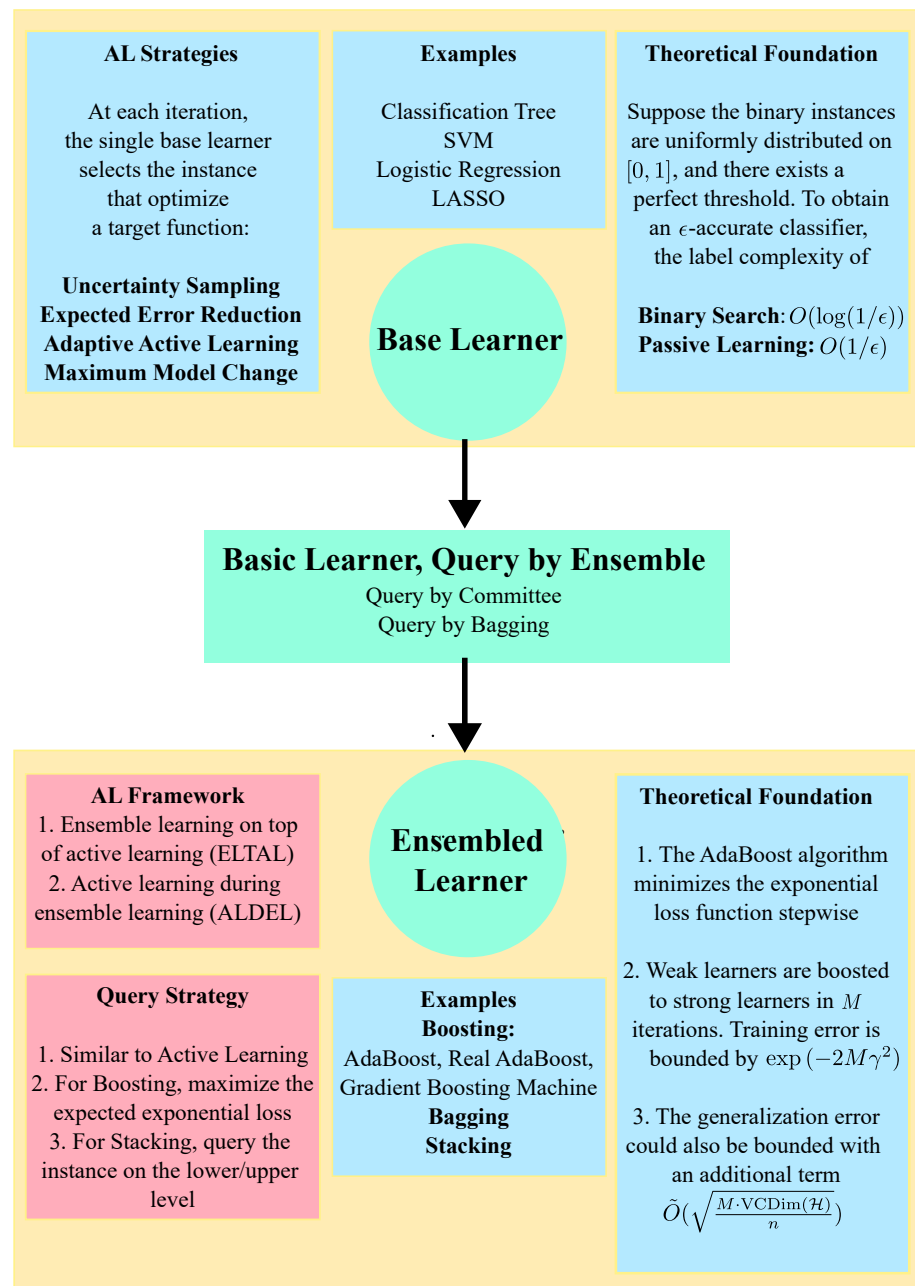 AL Strategies
At each iteration,
the single base learner
selects the instance
that optimize
a target function:
Uncertainty Sampling
Expected Error Reduction
Adaptive Active Learning
Maximum Model Change
Examples
Classification Tree
SVM
Logistic Regression
LASSO
Base Learner
Theoretical Foundation
Suppose the binary instances
are uniformly distributed on
[0, 1], and there exists a
perfect threshold. To obtain
an ϵ-accurate classifier,
the label complexity of
Binary Search: O(log(1/ϵ))
Passive Learning: O(1/ϵ)
Basic Learner, Query by Ensemble
Query by Committee
Query by Bagging
AL Framework
1. Ensemble learning on top
of active learning (ELTAL)
2. Active learning during
ensemble learning (ALDEL)
Query Strategy
1. Similar to Active Learning
2. For Boosting, maximize the
expected exponential loss
3. For Stacking, query the
instance on the lower/upper
level
Ensembled
Learner
Examples
Boosting:
AdaBoost, Real AdaBoost,
Gradient Boosting Machine
Bagging
Stacking
Theoretical Foundation
1. The AdaBoost algorithm
minimizes the exponential
loss function stepwise
2. Weak learners are boosted
to strong learners in M
iterations. Training error is
bounded by exp (−2Mγ²)
3. The generalization error
could also be bounded with
an additional term
Õ(√(M·VCDim(ℋ)/n))